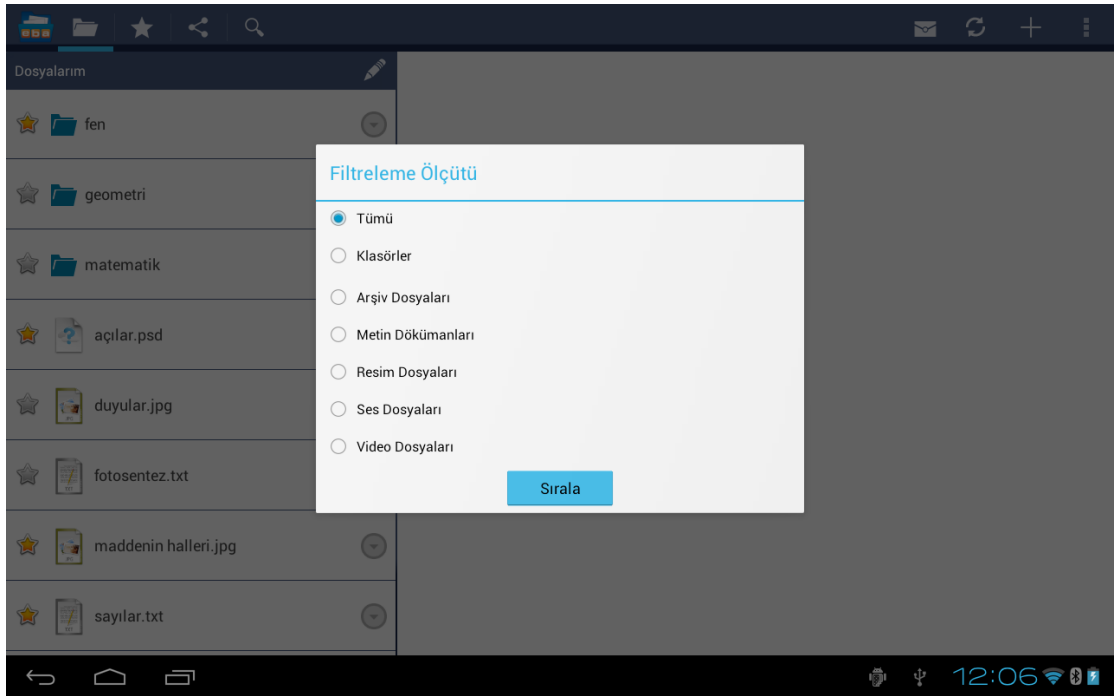 eba
Dosyalarım
fen
geometri
matematik
açılar.psd
duyular.jpg
fotosentez.txt
maddenin halleri.jpg
sayılar.txt
Filtreleme Ölçütü
Tümü
Klasörler
Arşiv Dosyaları
Metin Dökümanları
Resim Dosyaları
Ses Dosyaları
Video Dosyaları
Sırala
12:06